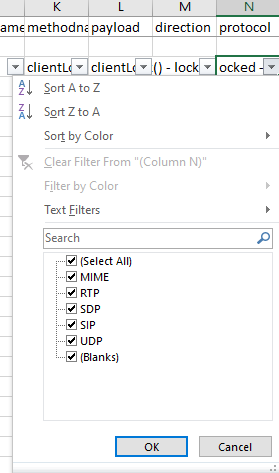 K L M N
ame methodna payload direction protocol
clientLo clientLo () - lock ocked -
Sort A to Z
Sort Z to A
Sort by Color
Clear Filter From "(Column N)"
Filter by Color
Text Filters
Search
(Select All)
MIME
RTP
SDP
SIP
UDP
(Blanks)
OK Cancel